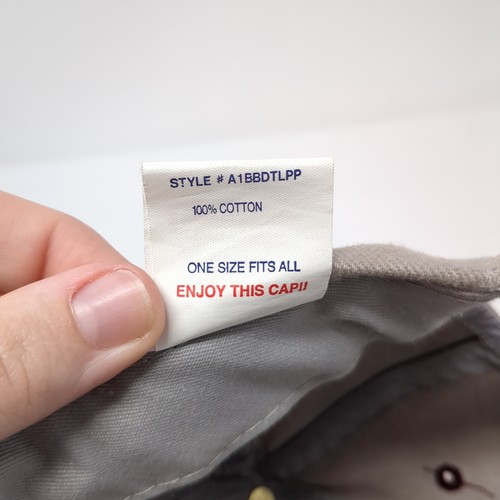 STYLE # A1BBDTLPP
100% COTTON
ONE SIZE FITS ALL
ENJOY THIS CAP!!